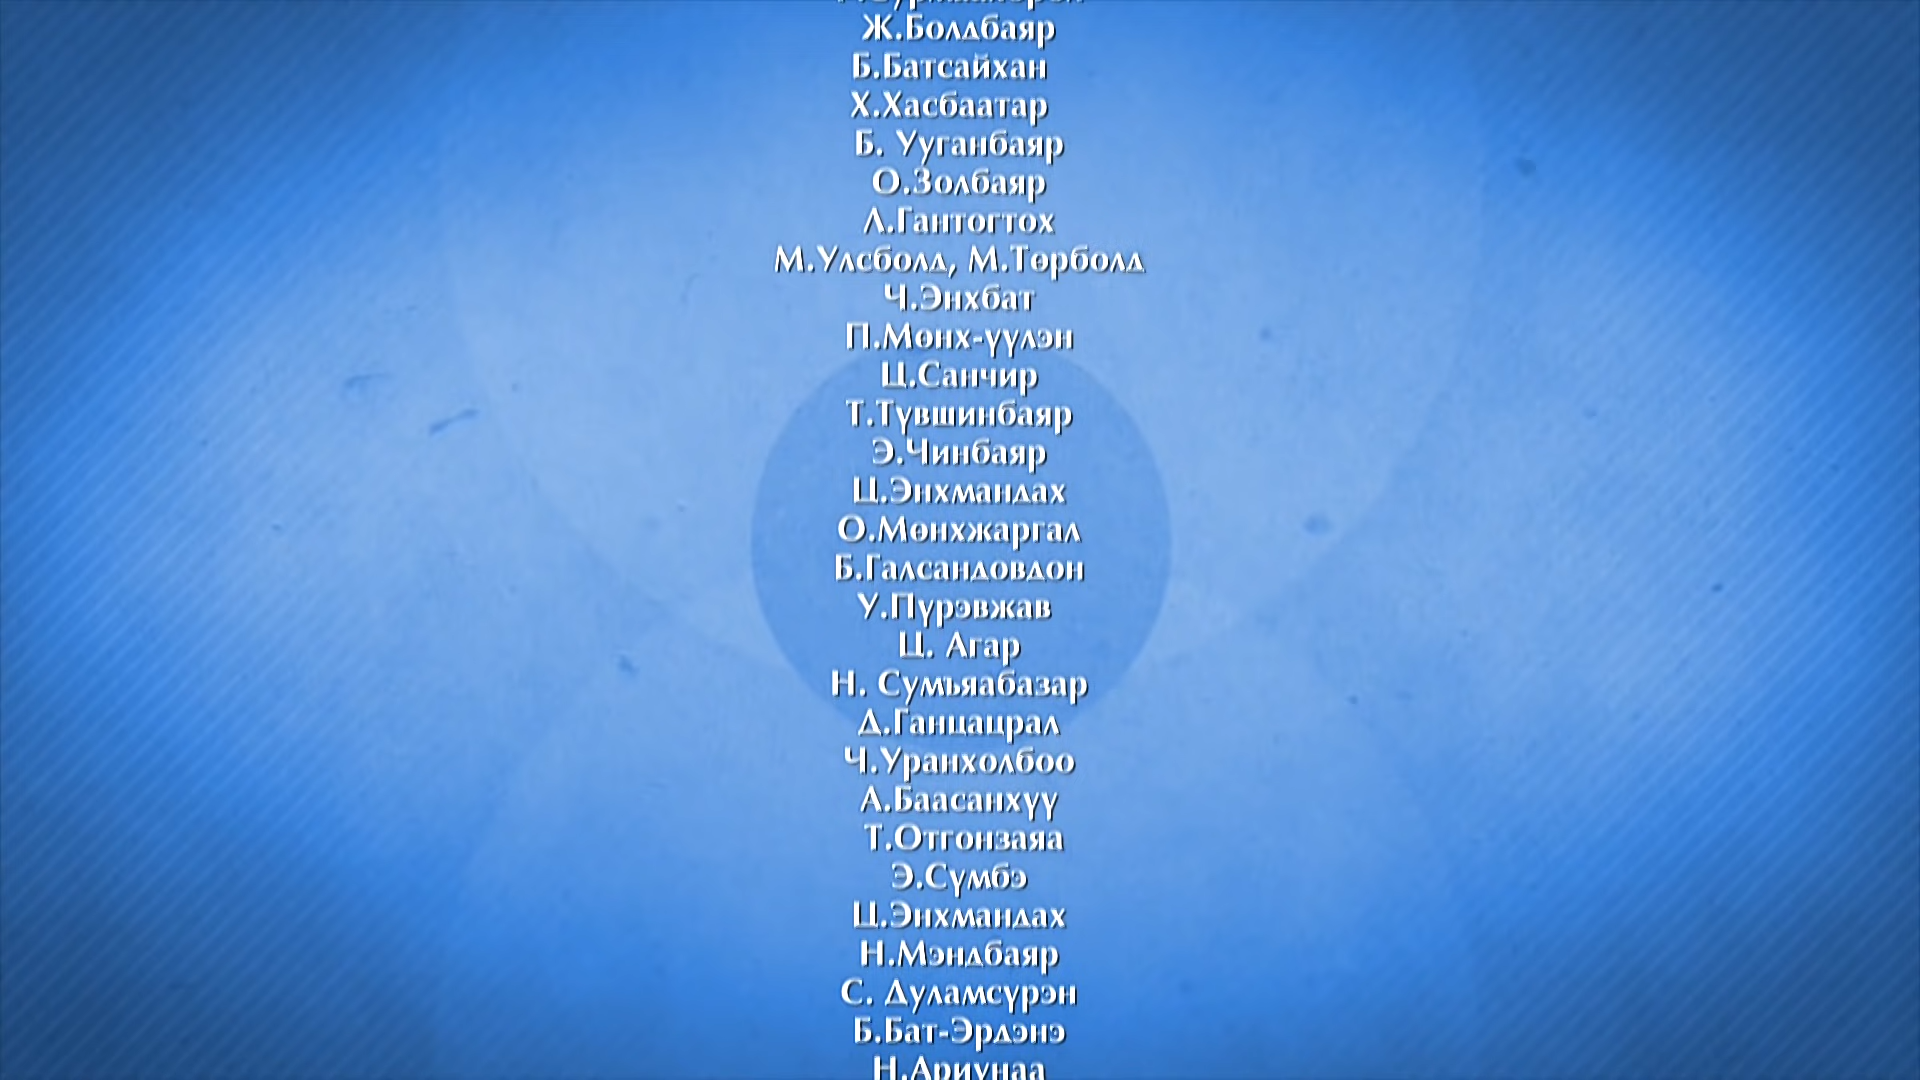 Ж.Болдбаяр
Б.Батсайхан
Х.Хасбаатар
Б. Ууганбаяр
О.Золбаяр
Л.Гантогтох
М.Улсболд, М.Төрболд
Ч.Энхбат
П.Мөнх-үүлэн
Ц.Санчир
Т.Түвшинбаяр
Э.Чинбаяр
Ц.Энхмандах
О.Мөнхжаргал
Б.Галсандовдон
У.Пүрэвжав
Ц. Агар
Н. Сумъяабазар
Д.Ганцацрал
Ч.Уранхолбоо
А.Баасанхүү
Т.Отгонзаяа
Э.Сүмбэ
Ц.Энхмандах
Н.Мэндбаяр
С. Дуламсүрэн
Б.Бат-Эрдэнэ
Н.Ариунаа